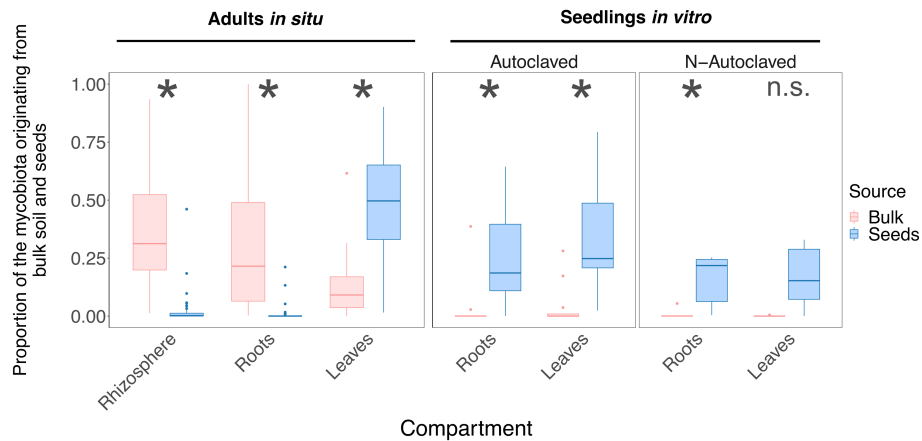 Adults in situ
Seedlings in vitro
Autoclaved
N−Autoclaved
Proportion of the mycobiota originating from
bulk soil and seeds
1.00
0.75
0.50
0.25
0.00
*
*
*
*
*
*
n.s.
Source
Bulk
Seeds
Rhizosphere
Roots
Leaves
Roots
Leaves
Roots
Leaves
Compartment